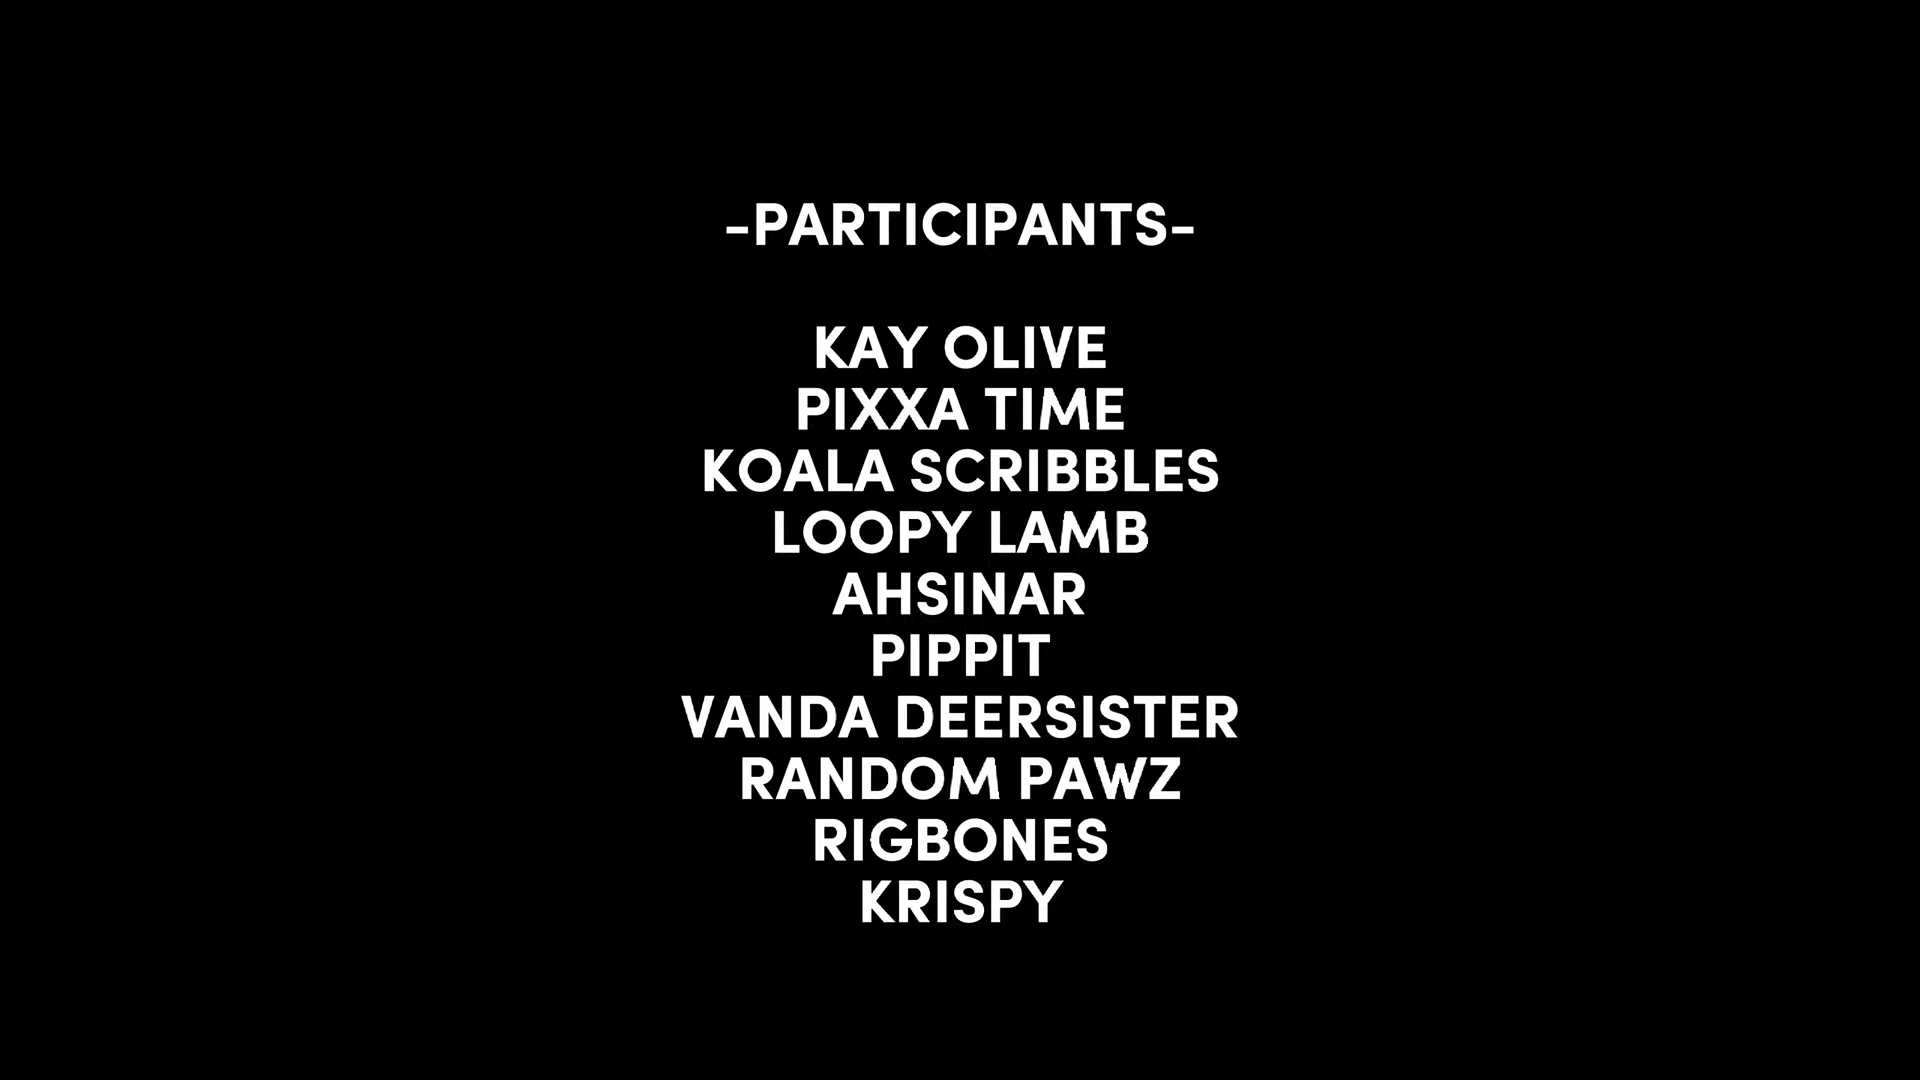 -PARTICIPANTS-
KAY OLIVE
PIXXA TIME
KOALA SCRIBBLES
LOOPY LAMB
AHSINAR
PIPPIT
VANDA DEERSISTER
RANDOM PAWZ
RIGBONES
KRISPY